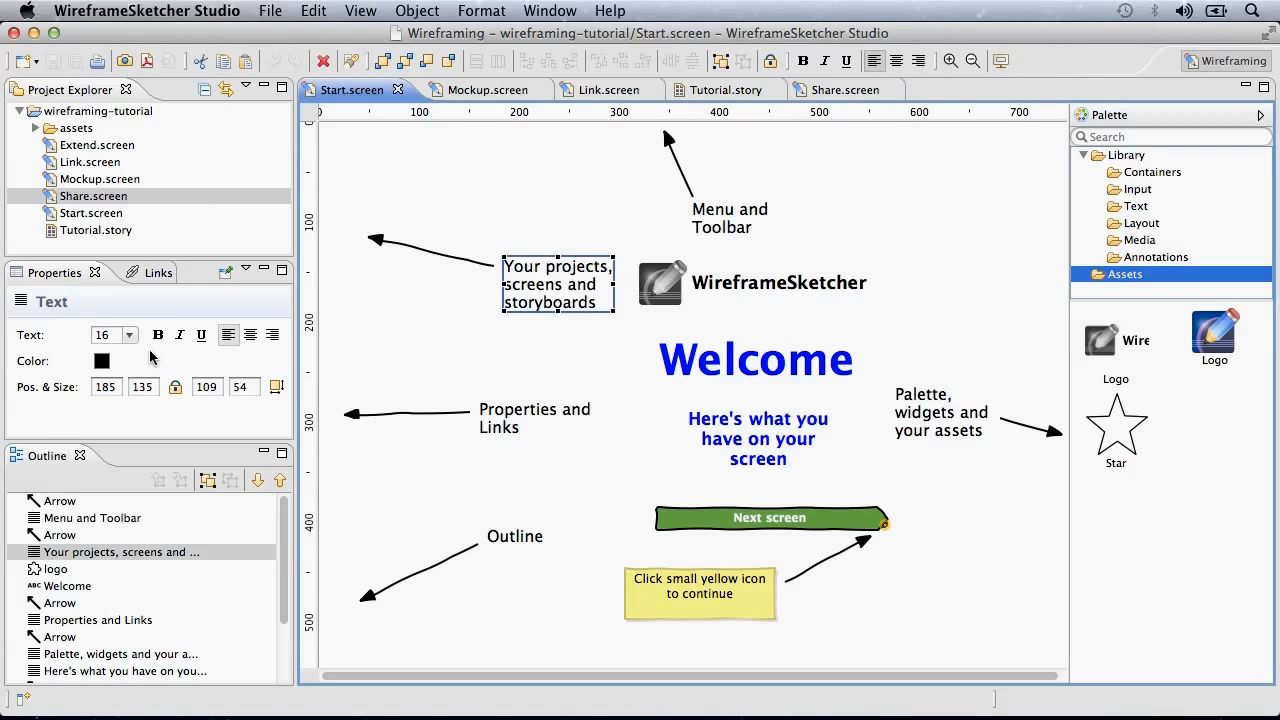 WireframeSketcher Studio File Edit View Object Format Window Help
Wireframing – wireframing-tutorial/Start.screen – WireframeSketcher Studio
B I U Wireframing
Project Explorer
wireframing-tutorial
assets
Extend.screen
Link.screen
Mockup.screen
Share.screen
Start.screen
Tutorial.story
Properties Links
Text
Text: 16 B I U
Color:
Pos. & Size: 185 135 109 54
Outline
Arrow
Menu and Toolbar
Arrow
Your projects, screens and ...
logo
ABC Welcome
Arrow
Properties and Links
Arrow
Palette, widgets and your a...
Here's what you have on you...
Start.screen Mockup.screen Link.screen Tutorial.story Share.screen
0 100 200 300 400 500 600 700
0
100
200
300
400
500
Menu and
Toolbar
Your projects,
screens and
storyboards
WireframeSketcher
Welcome
Here's what you
have on your
screen
Properties and
Links
Palette,
widgets and
your assets
Next screen
Outline
Click small yellow icon
to continue
Palette
Search
Library
Containers
Input
Text
Layout
Media
Annotations
Assets
Wire
Logo
Logo
Star